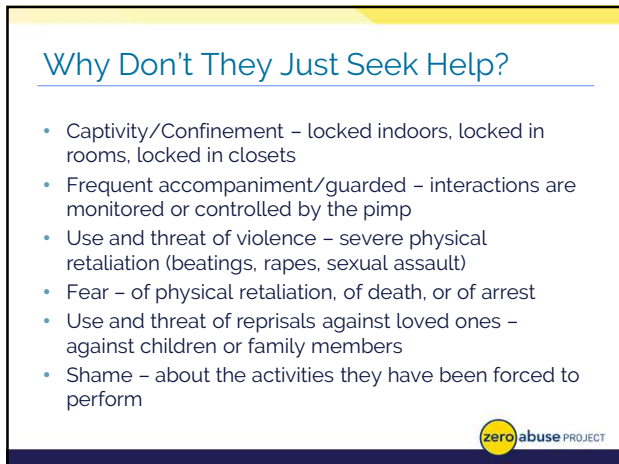 Why Don't They Just Seek Help?
• Captivity/Confinement – locked indoors, locked in
rooms, locked in closets
• Frequent accompaniment/guarded – interactions are
monitored or controlled by the pimp
• Use and threat of violence – severe physical
retaliation (beatings, rapes, sexual assault)
• Fear – of physical retaliation, of death, or of arrest
• Use and threat of reprisals against loved ones –
against children or family members
• Shame – about the activities they have been forced to
perform
zero abuse PROJECT